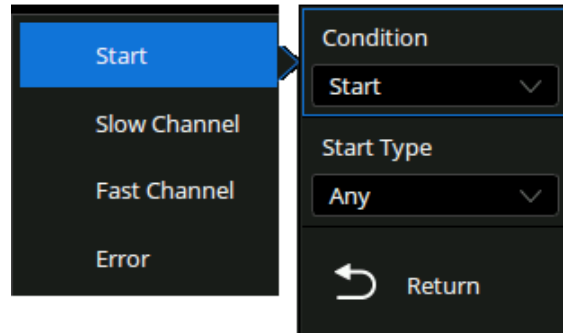 Start
Slow Channel
Fast Channel
Error
Condition
Start
Start Type
Any
Return